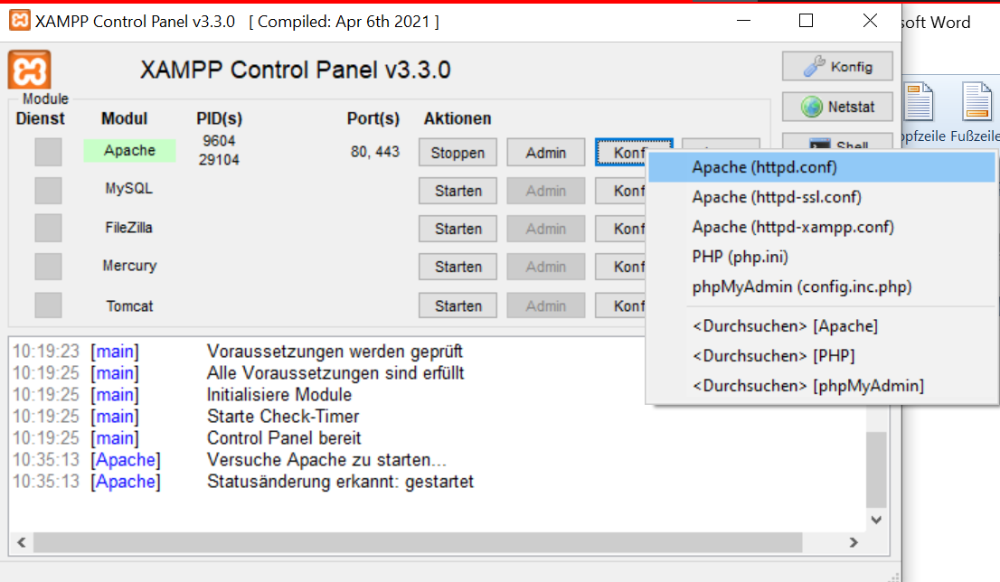 XAMPP Control Panel v3.3.0 [ Compiled: Apr 6th 2021 ]
soft Word
XAMPP Control Panel v3.3.0
Konfig
Netstat
Shell
opfzeile Fußzeile
Module
Dienst Modul PID(s) Port(s) Aktionen
Apache 9604 80, 443 Stoppen Admin Konf
29104
MySQL Starten Admin Konf
FileZilla Starten Admin Konf
Mercury Starten Admin Konf
Tomcat Starten Admin Konf
Apache (httpd.conf)
Apache (httpd-ssl.conf)
Apache (httpd-xampp.conf)
PHP (php.ini)
phpMyAdmin (config.inc.php)
<Durchsuchen> [Apache]
<Durchsuchen> [PHP]
<Durchsuchen> [phpMyAdmin]
10:19:23 [main] Voraussetzungen werden geprüft
10:19:25 [main] Alle Voraussetzungen sind erfüllt
10:19:25 [main] Initialisiere Module
10:19:25 [main] Starte Check-Timer
10:19:25 [main] Control Panel bereit
10:35:13 [Apache] Versuche Apache zu starten...
10:35:13 [Apache] Statusänderung erkannt: gestartet